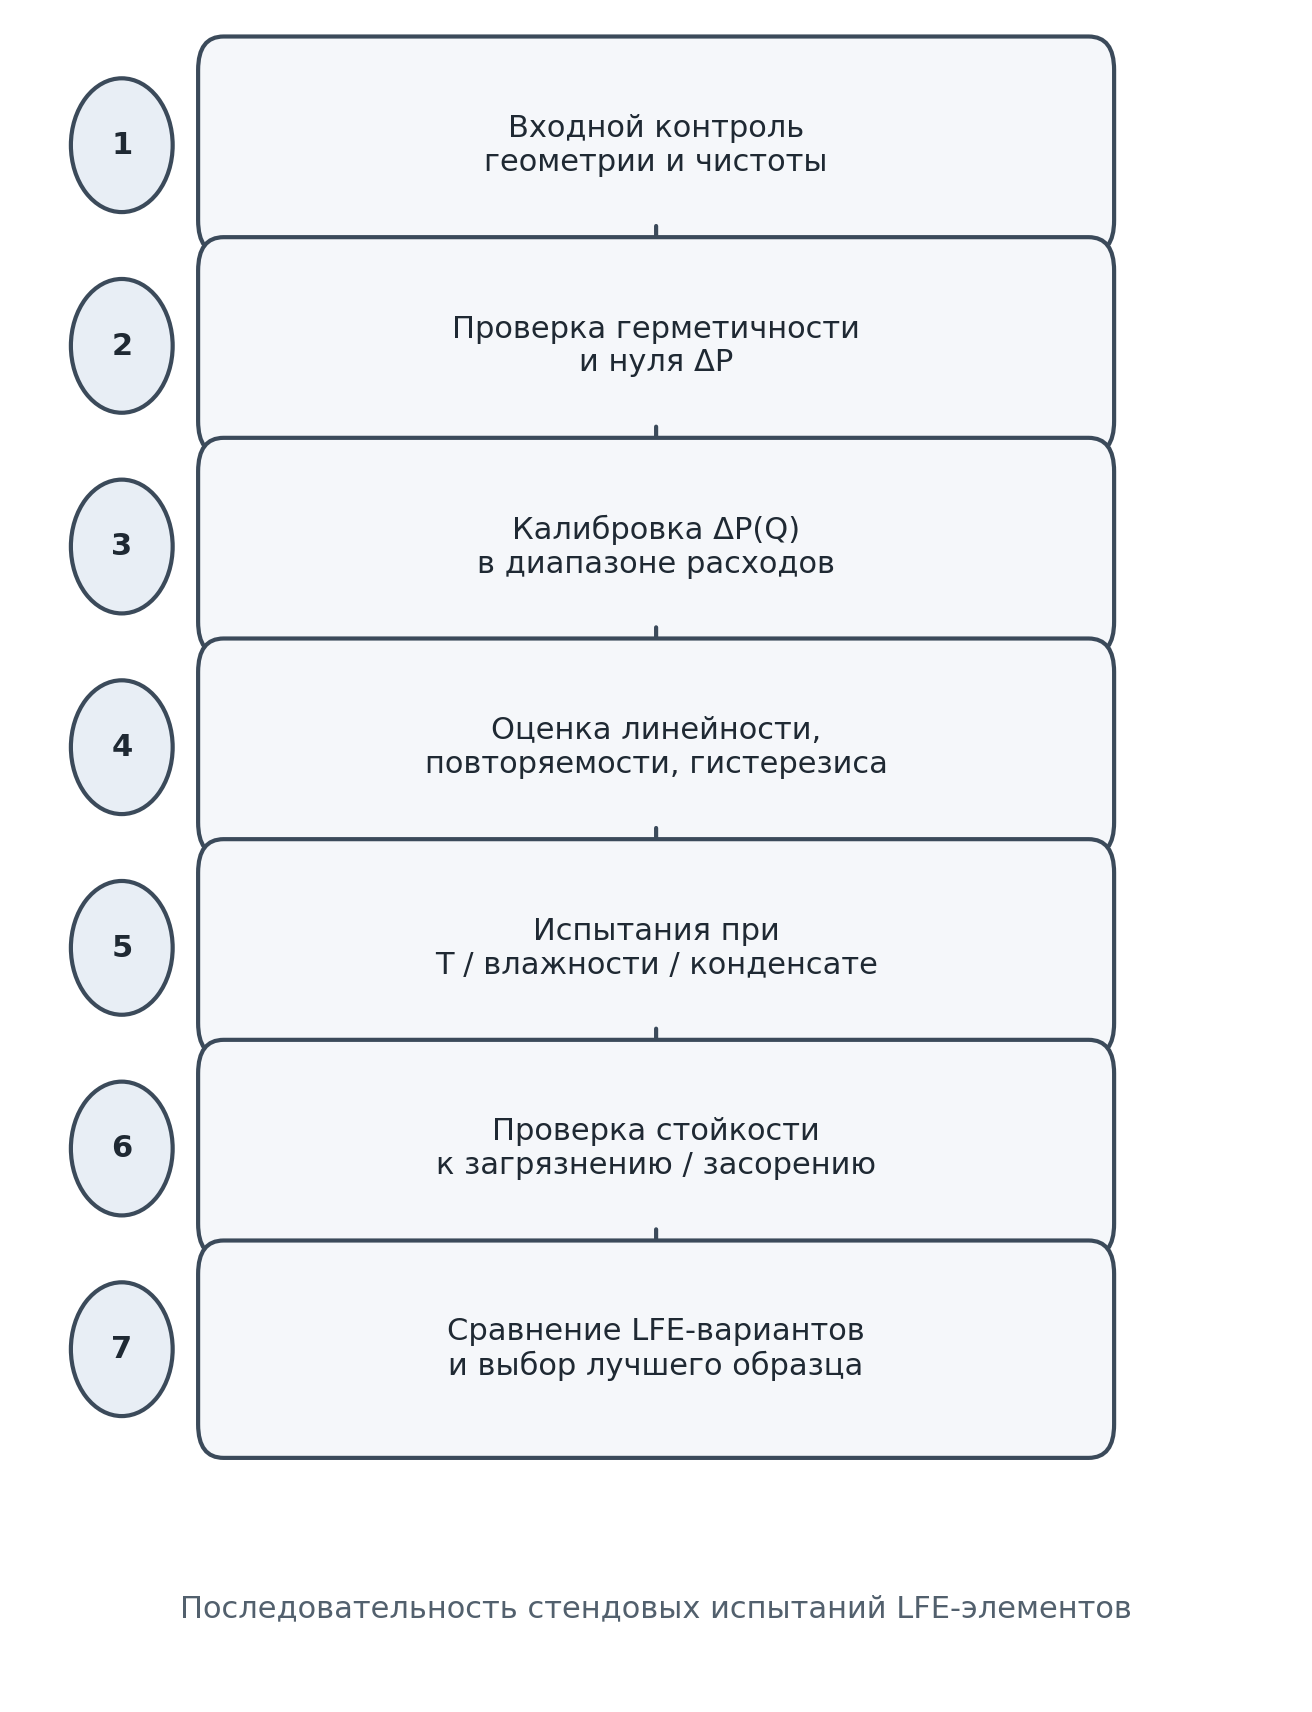 1
Входной контроль
геометрии и чистоты
2
Проверка герметичности
и нуля ΔP
3
Калибровка ΔP(Q)
в диапазоне расходов
4
Оценка линейности,
повторяемости, гистерезиса
5
Испытания при
T / влажности / конденсате
6
Проверка стойкости
к загрязнению / засорению
7
Сравнение LFE-вариантов
и выбор лучшего образца
Последовательность стендовых испытаний LFE-элементов